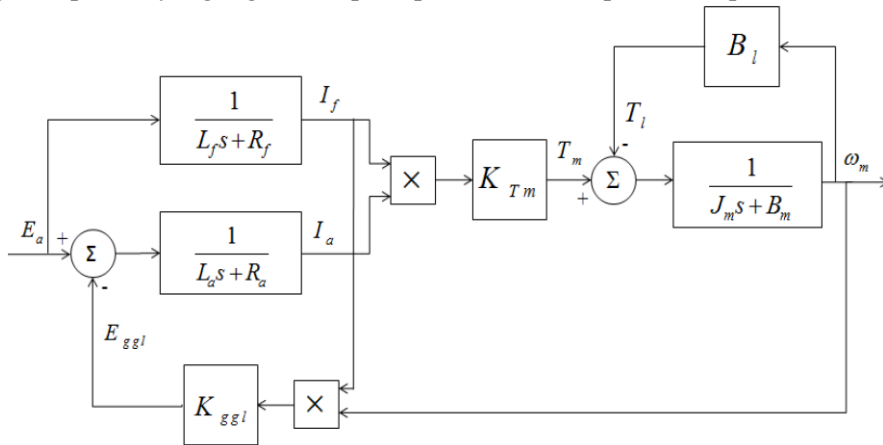 B_l
1
L_f s + R_f
I_f
T_l
-
×
K_Tm
T_m
+
Σ
1
J_m s + B_m
ω_m
E_a
+
Σ
-
1
L_a s + R_a
I_a
E_ggl
K_ggl
×